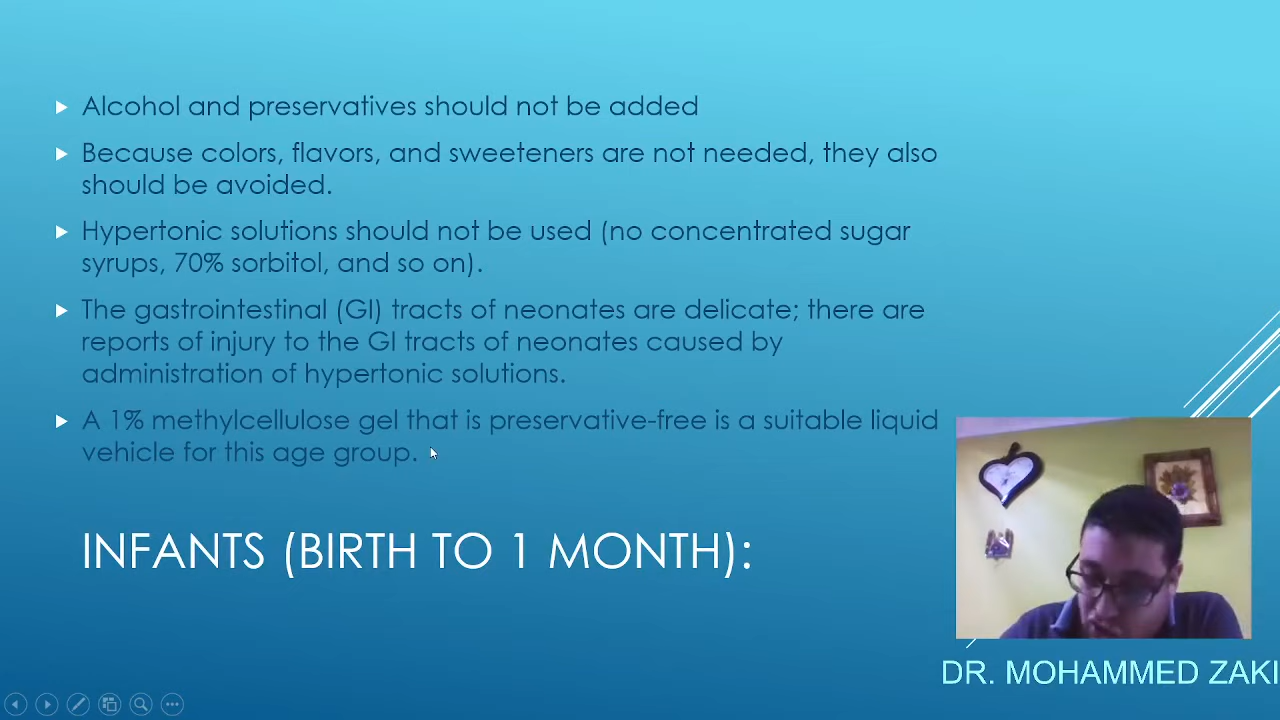 Alcohol and preservatives should not be added
Because colors, flavors, and sweeteners are not needed, they also
should be avoided.
Hypertonic solutions should not be used (no concentrated sugar
syrups, 70% sorbitol, and so on).
The gastrointestinal (GI) tracts of neonates are delicate; there are
reports of injury to the GI tracts of neonates caused by
administration of hypertonic solutions.
A 1% methylcellulose gel that is preservative-free is a suitable liquid
vehicle for this age group.
INFANTS (BIRTH TO 1 MONTH):
DR. MOHAMMED ZAKI